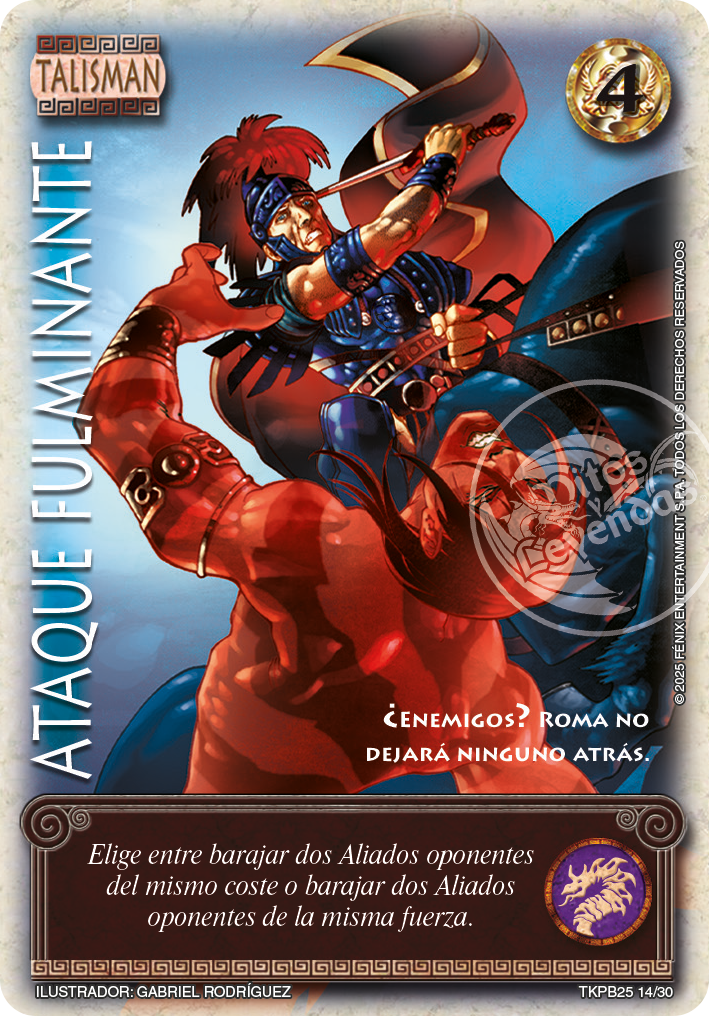 TALISMAN
4
ATAQUE FULMINANTE
© 2025 FÉNIX ENTERTAINMENT S.P.A. TODOS LOS DERECHOS RESERVADOS
Mitos
y
Leyendas
¿Enemigos? Roma no
dejará ninguno atrás.
Elige entre barajar dos Aliados oponentes
del mismo coste o barajar dos Aliados
oponentes de la misma fuerza.
ILUSTRADOR: GABRIEL RODRÍGUEZ
TKPB25 14/30